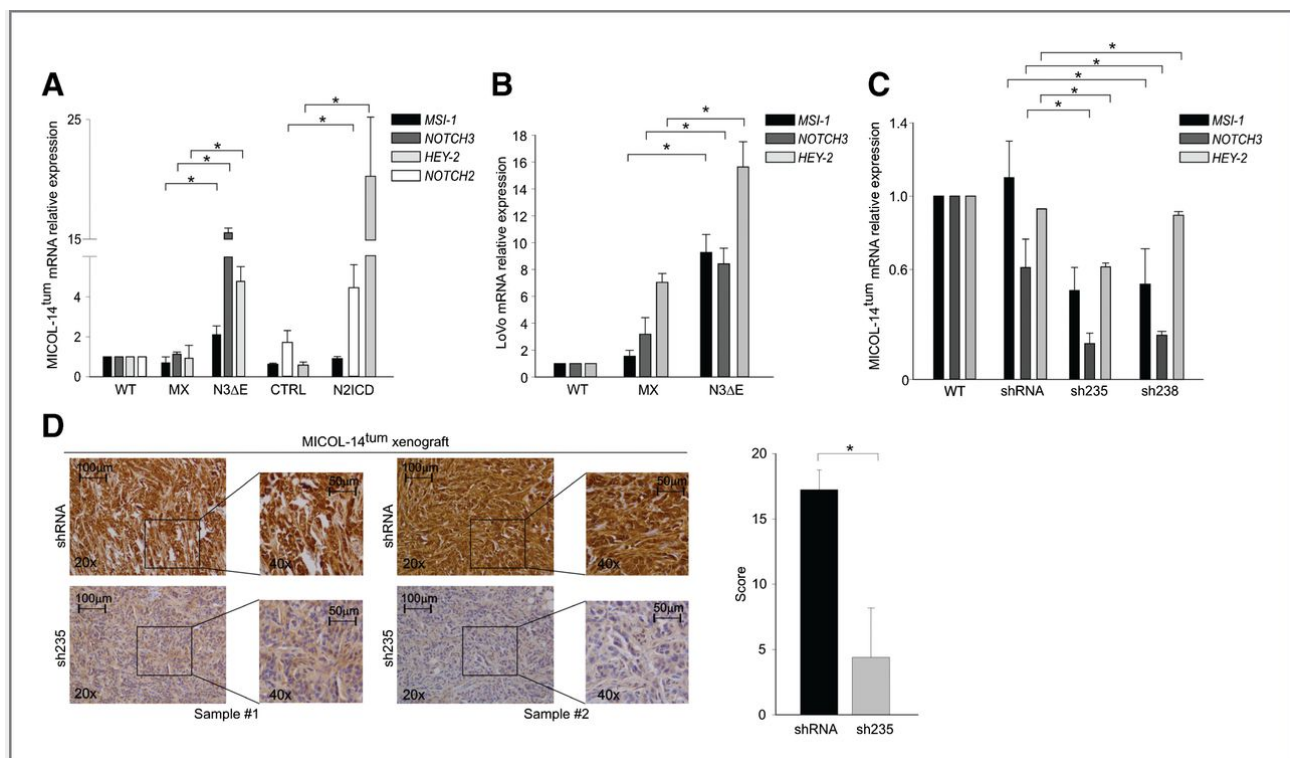 A
MICOL-14tum mRNA relative expression
25
15
4
2
1
0
WT
MX
N3ΔE
CTRL
N2ICD
*
*
*
*
*
MSI-1
NOTCH3
HEY-2
NOTCH2
B
LoVo mRNA relative expression
18
16
14
12
10
8
6
4
2
0
WT
MX
N3ΔE
*
*
*
MSI-1
NOTCH3
HEY-2
C
MICOL-14tum mRNA relative expression
1.4
1.0
0.6
0
WT
shRNA
sh235
sh238
*
*
*
*
*
MSI-1
NOTCH3
HEY-2
D
MICOL-14tum xenograft
shRNA
100μm
20x
50μm
40x
shRNA
100μm
20x
50μm
40x
sh235
100μm
20x
50μm
40x
sh235
100μm
20x
50μm
40x
Sample #1
Sample #2
Score
20
15
10
5
0
*
shRNA
sh235